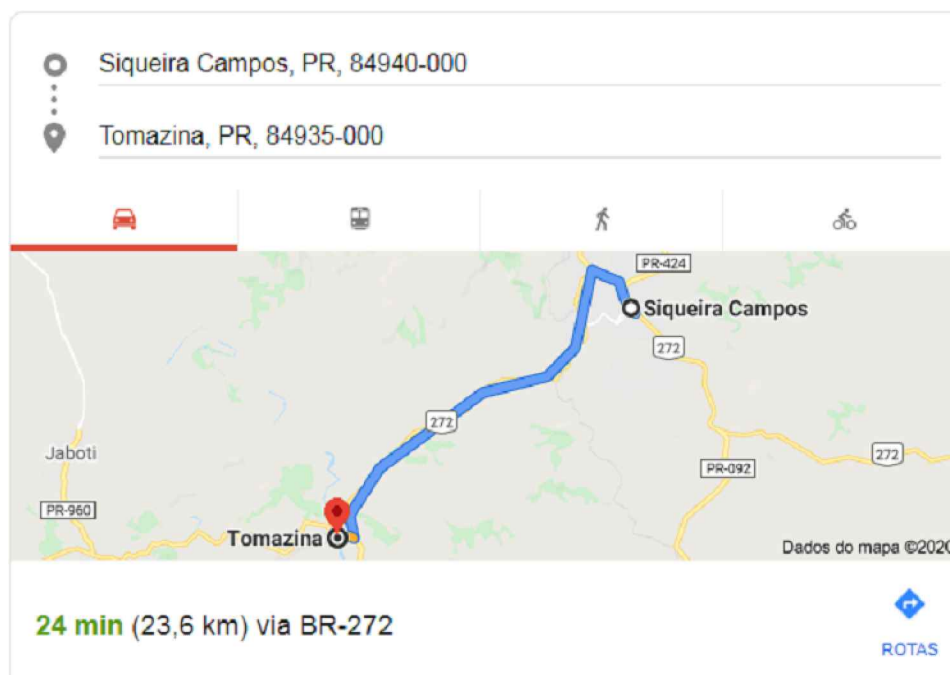 Siqueira Campos, PR, 84940-000
Tomazina, PR, 84935-000
PR-424
Siqueira Campos
272
272
Jaboti
272
PR-092
PR-960
Tomazina
Dados do mapa ©2020
24 min (23,6 km) via BR-272
ROTAS